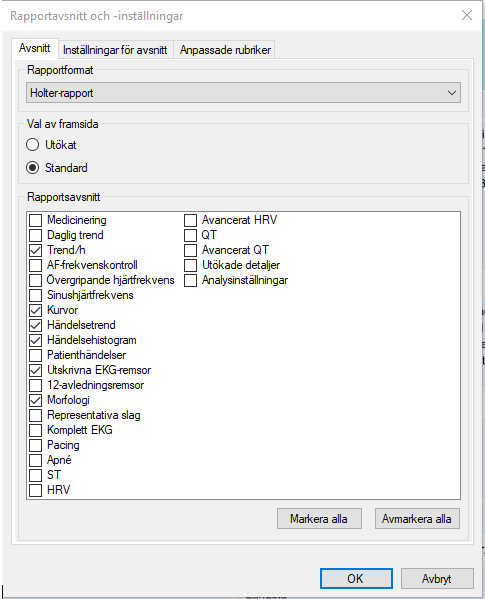 Rapportavsnitt och -inställningar
Avsnitt Inställningar för avsnitt Anpassade rubriker
Rapportformat
Holter-rapport
Val av framsida
Utökat
Standard
Rapportsavsnitt
Medicinering
Daglig trend
Trend/h
AF-frekvenskontroll
Övergripande hjärtfrekvens
Sinushjärtfrekvens
Kurvor
Händelsetrend
Händelsehistogram
Patienthändelser
Utskrivna EKG-remsor
12-avledningsremsor
Morfologi
Representativa slag
Komplett EKG
Pacing
Apné
ST
HRV
Avancerat HRV
QT
Avancerat QT
Utökade detaljer
Analysinställningar
Markera alla Avmarkera alla
OK Avbryt